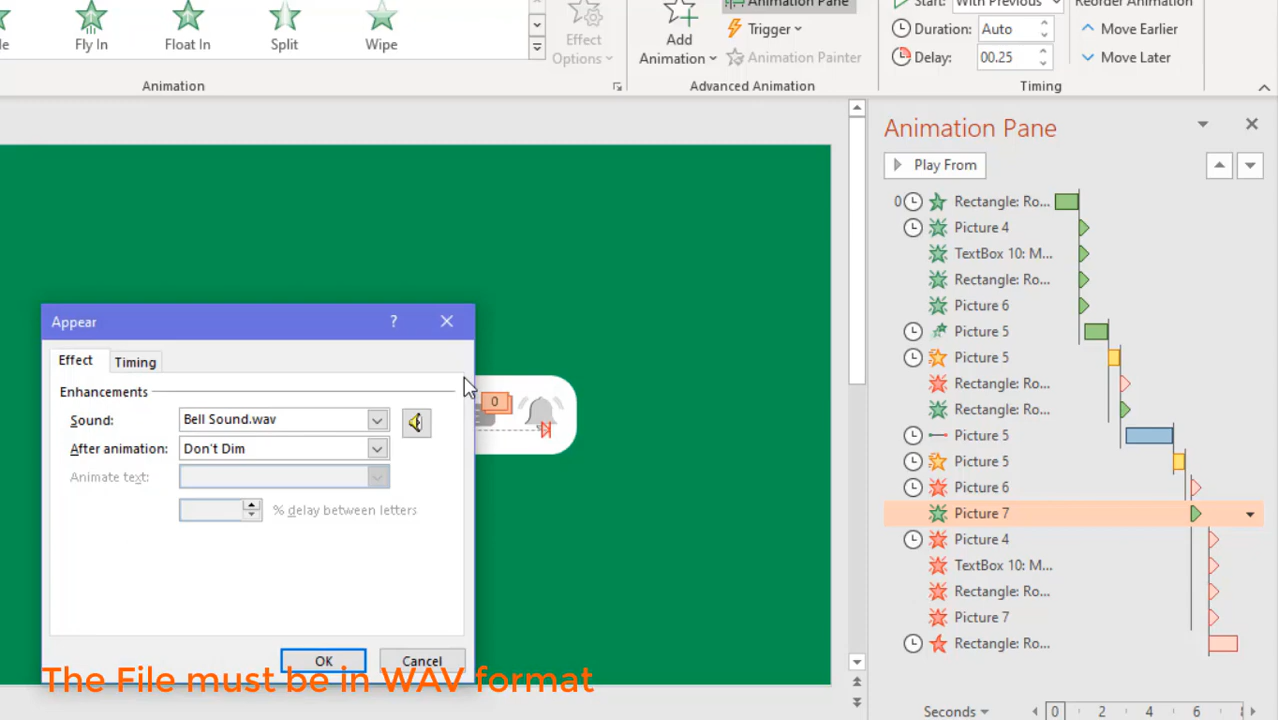 Fly In
Float In
Split
Wipe
Effect
Options
Add
Animation
Animation Pane
Trigger
Animation Painter
Start: With Previous
Duration: Auto
Delay: 00.25
Reorder Animation
Move Earlier
Move Later
Animation
Advanced Animation
Timing
Animation Pane
Play From
0 Rectangle: Ro...
Picture 4
TextBox 10: M...
Rectangle: Ro...
Picture 6
Picture 5
Picture 5
Rectangle: Ro...
Rectangle: Ro...
Picture 5
Picture 5
Picture 6
Picture 7
Picture 4
TextBox 10: M...
Rectangle: Ro...
Picture 7
Rectangle: Ro...
Seconds 0 2 4 6
0
Appear ?
Effect Timing
Enhancements
Sound: Bell Sound.wav
After animation: Don't Dim
Animate text:
% delay between letters
OK Cancel
The File must be in WAV format